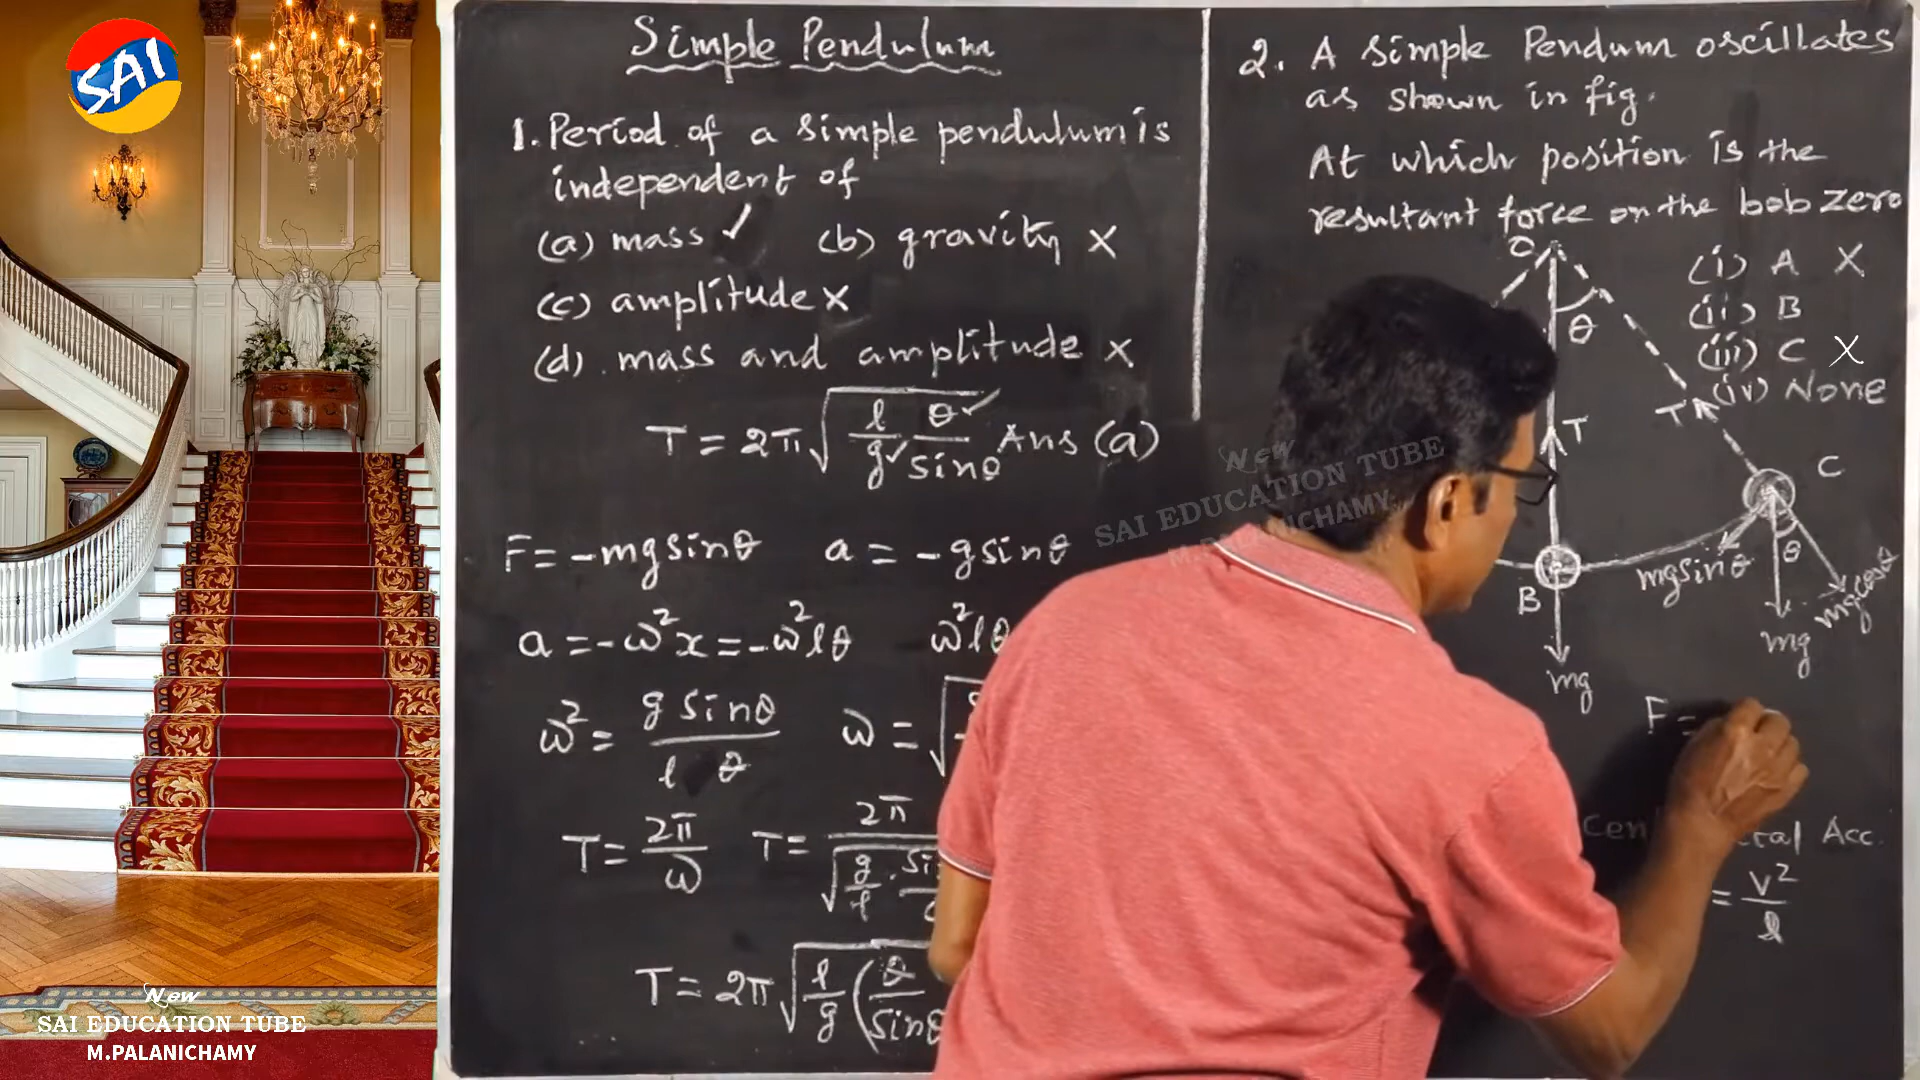 SAI
Simple Pendulum
1. Period of a simple pendulum is
independent of
(a) mass ✓ (b) gravity X
(c) amplitude X
(d) . mass and amplitude X
T = 2π√(l/g✓ θ✓/sinθ) Ans (a)
F = -mg sinθ a = -g sinθ
a = -ω²x = -ω²lθ ω²lθ
ω² = g sinθ / l θ ω = √
T = 2π/ω T = 2π / √(g/l .
T = 2π√(l/g (θ/sinθ
2. A simple Pendum oscillates
as shown in fig.
At which position is the
resultant force on the bob zero
O
(i) A X
(ii) B
θ
(iii) C X
(iv) None
T
T
C
θ
mg sinθ
mg cosθ
B
mg
mg
F =
Acc.
= V²/l
New
SAI EDUCATION TUBE
New
SAI EDUCATION TUBE
M.PALANICHAMY